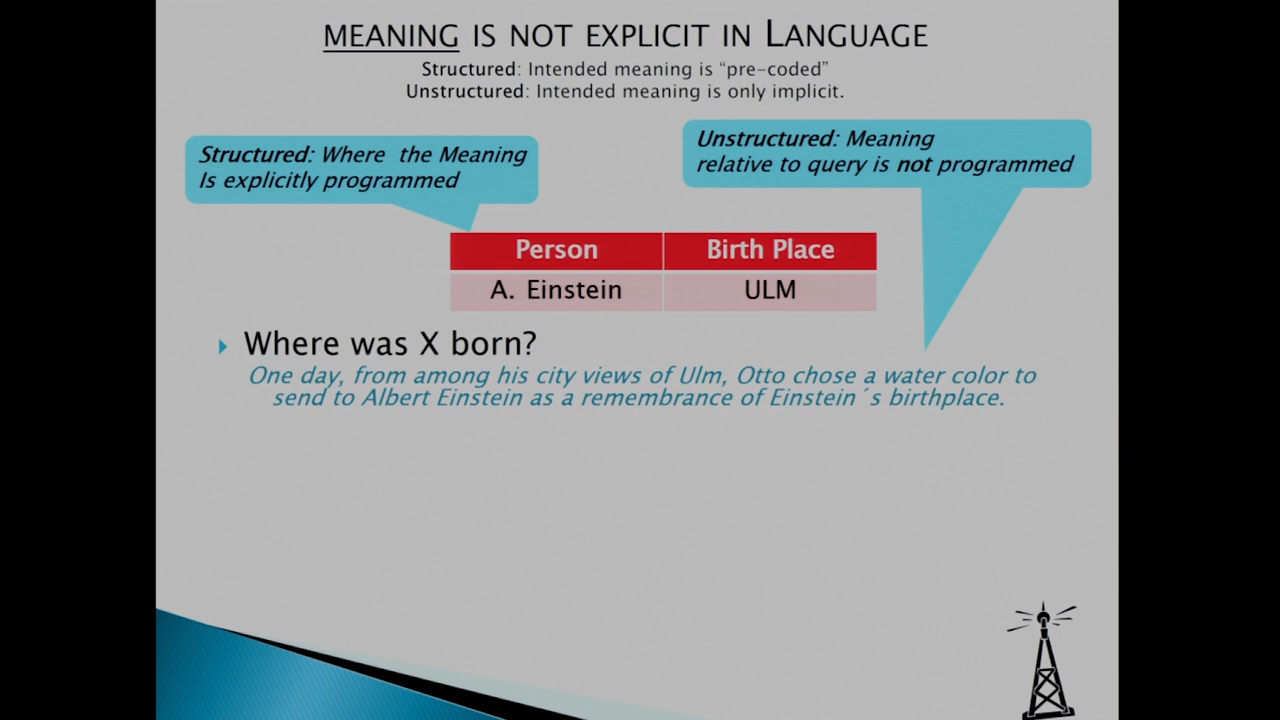 MEANING IS NOT EXPLICIT IN LANGUAGE
Structured: Intended meaning is “pre-coded”
Unstructured: Intended meaning is only implicit.
Structured: Where the Meaning
Is explicitly programmed
Unstructured: Meaning
relative to query is not programmed
Person Birth Place
A. Einstein ULM
Where was X born?
One day, from among his city views of Ulm, Otto chose a water color to
send to Albert Einstein as a remembrance of Einstein´s birthplace.